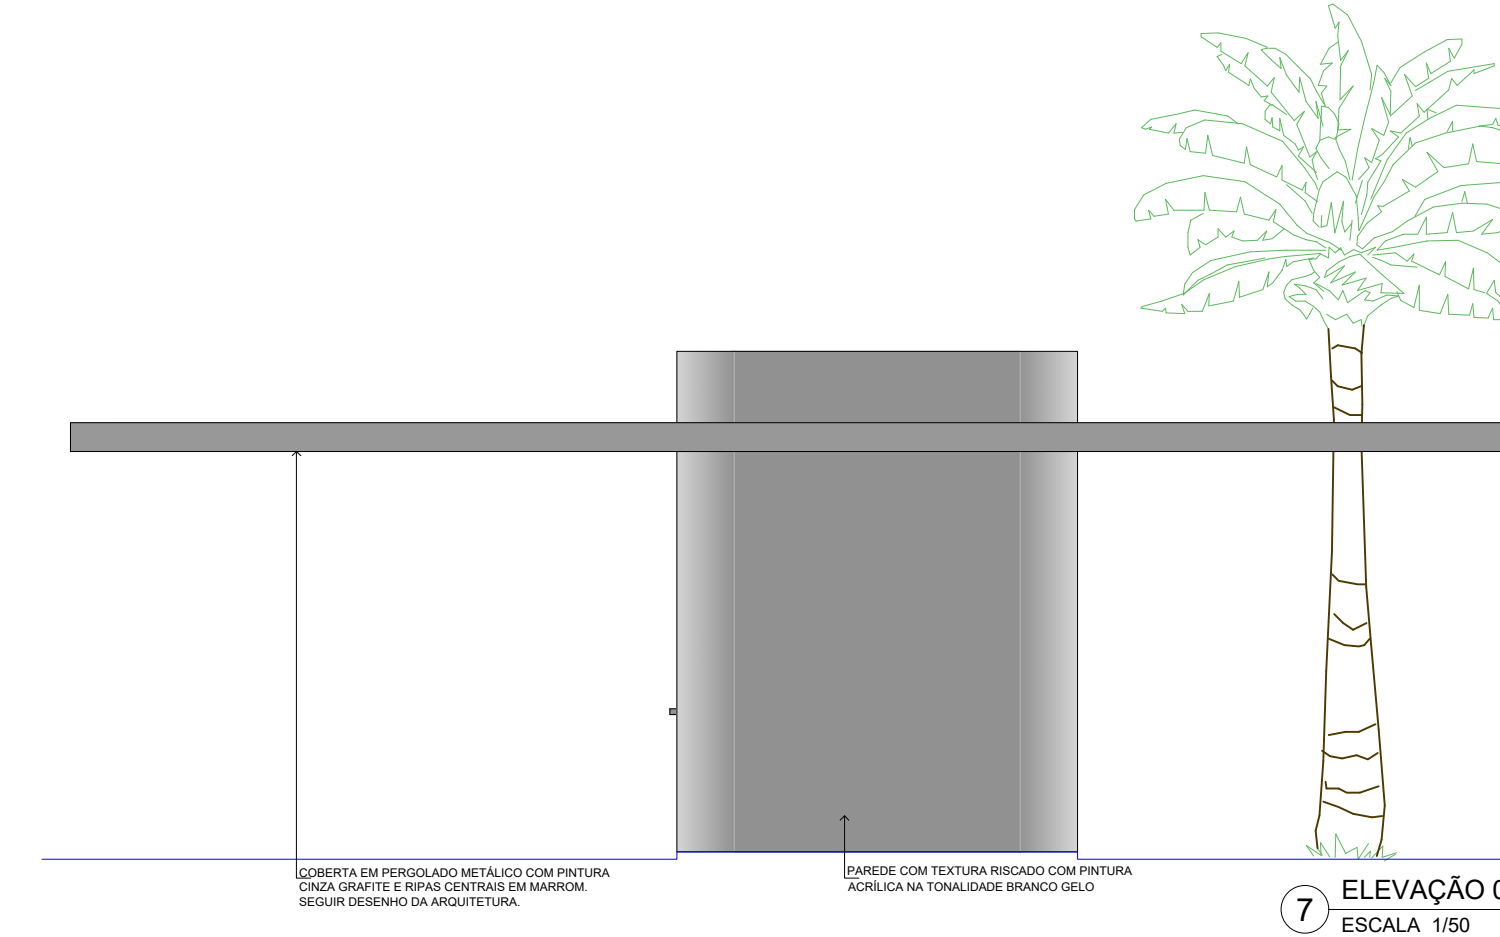 COBERTA EM PERGOLADO METÁLICO COM PINTURA
CINZA GRAFITE E RIPAS CENTRAIS EM MARROM.
SEGUIR DESENHO DA ARQUITETURA.
PAREDE COM TEXTURA RISCADO COM PINTURA
ACRÍLICA NA TONALIDADE BRANCO GELO
7
ELEVAÇÃO
ESCALA 1/50